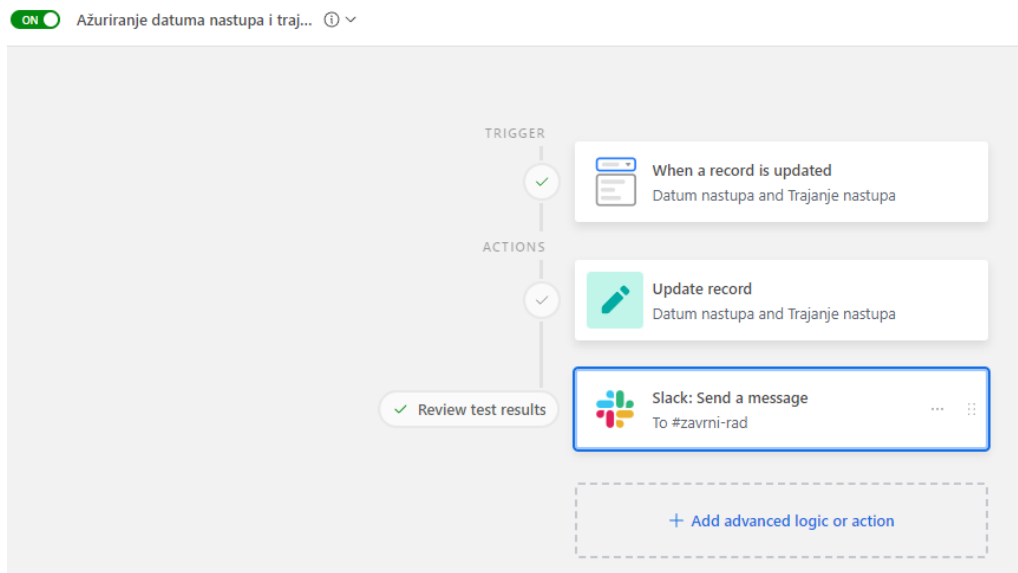 ON Ažuriranje datuma nastupa i traj...
TRIGGER
When a record is updated
Datum nastupa and Trajanje nastupa
ACTIONS
Update record
Datum nastupa and Trajanje nastupa
Review test results
Slack: Send a message
To #zavrni-rad
+ Add advanced logic or action